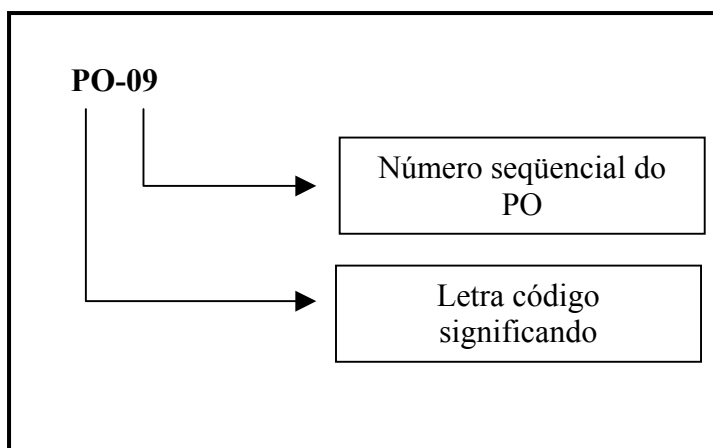 PO-09
Número seqüencial do
PO
Letra código
significando